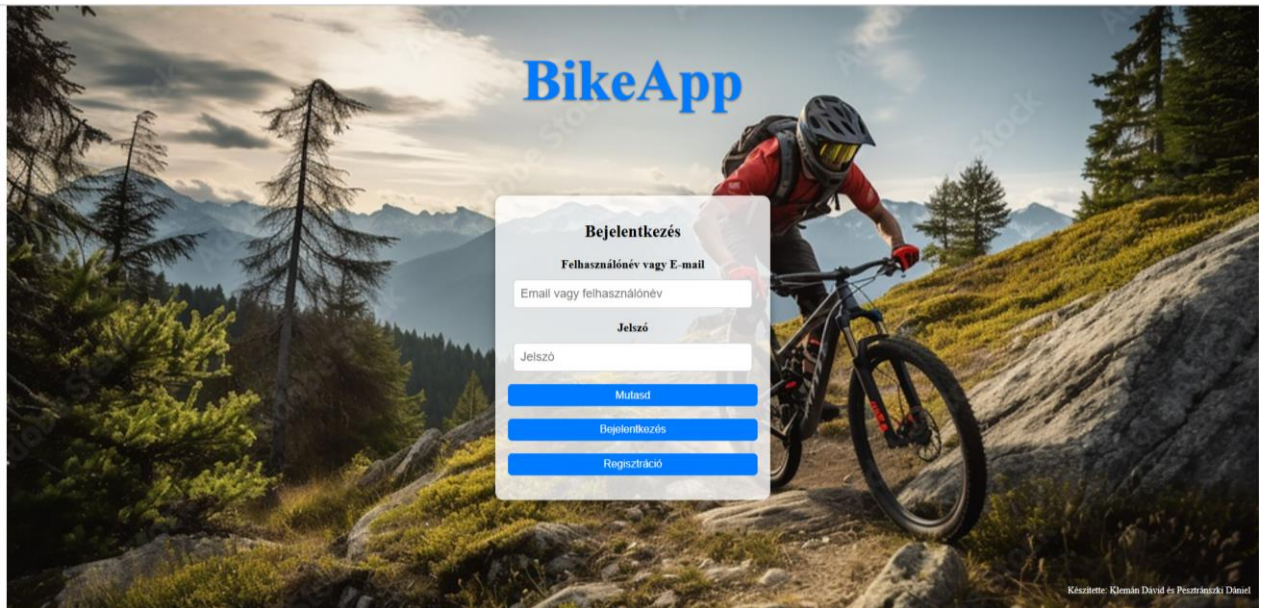 BikeApp
Bejelentkezés
Felhasználónév vagy E-mail
Email vagy felhasználónév
Jelszó
Jelszó
Mutasd
Bejelentkezés
Regisztráció
Készítette: Klemán Dávid és Pesztránszki Dániel